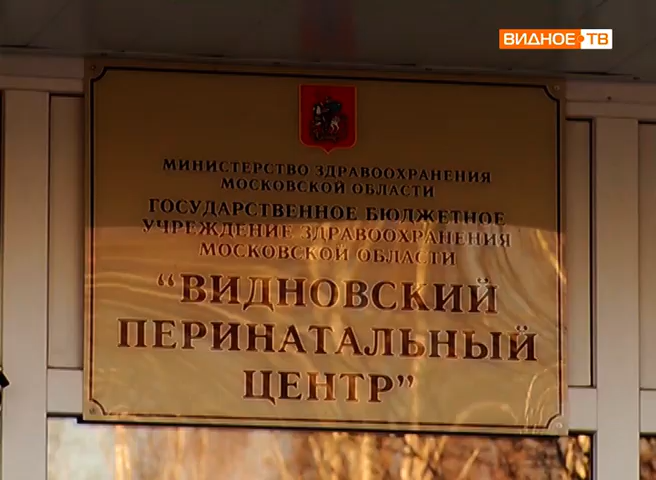 ВИДНОЕ ТВ
МИНИСТЕРСТВО ЗДРАВООХРАНЕНИЯ
МОСКОВСКОЙ ОБЛАСТИ
ГОСУДАРСТВЕННОЕ БЮДЖЕТНОЕ
УЧРЕЖДЕНИЕ ЗДРАВООХРАНЕНИЯ
МОСКОВСКОЙ ОБЛАСТИ
“ВИДНОВСКИЙ
ПЕРИНАТАЛЬНЫЙ
ЦЕНТР”